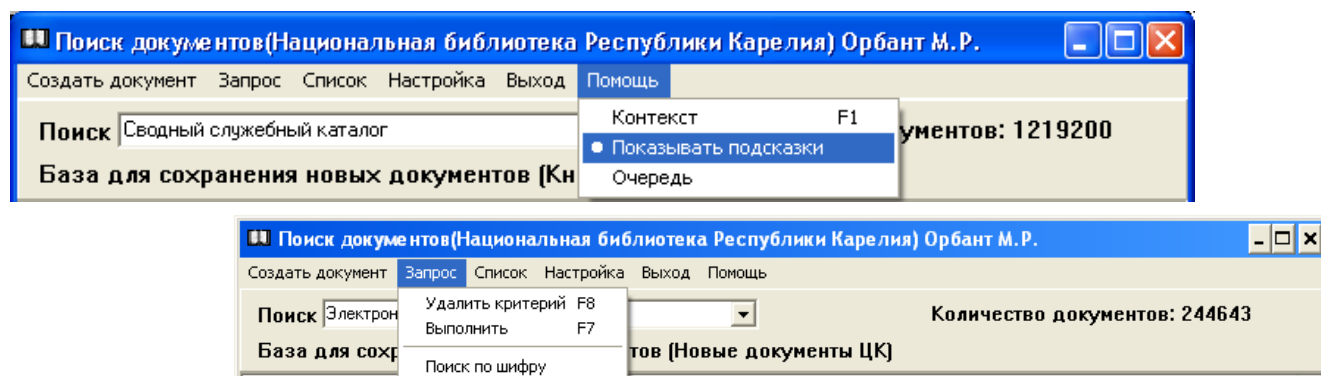 Поиск документов(Национальная библиотека Республики Карелия) Орбант М.Р.
Создать документ Запрос Список Настройка Выход Помощь
Контекст F1
Поиск Сводный служебный каталог ументов: 1219200
Показывать подсказки
База для сохранения новых документов (Кн
Очередь
Поиск документов(Национальная библиотека Республики Карелия) Орбант М.Р.
Создать документ Запрос Список Настройка Выход Помощь
Удалить критерий F8
Поиск Электрон Количество документов: 244643
Выполнить F7
База для сохр тов (Новые документы ЦК)
Поиск по шифру